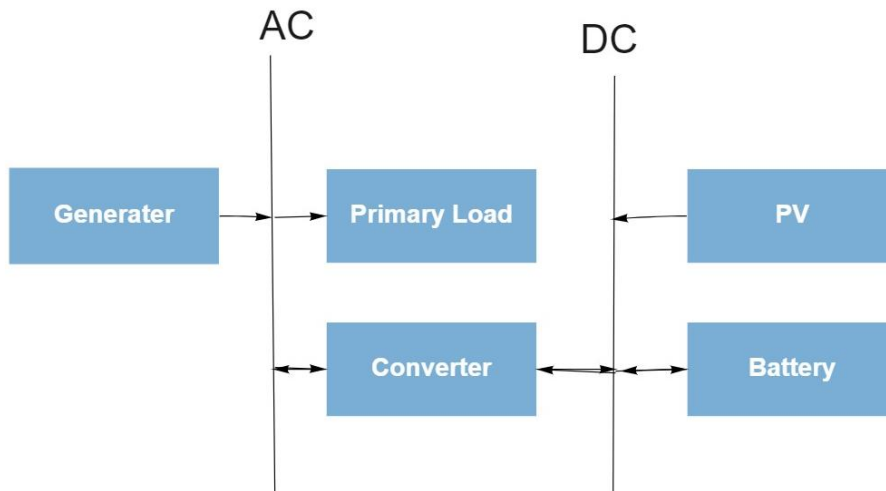 AC
DC
Generater
Primary Load
PV
Converter
Battery